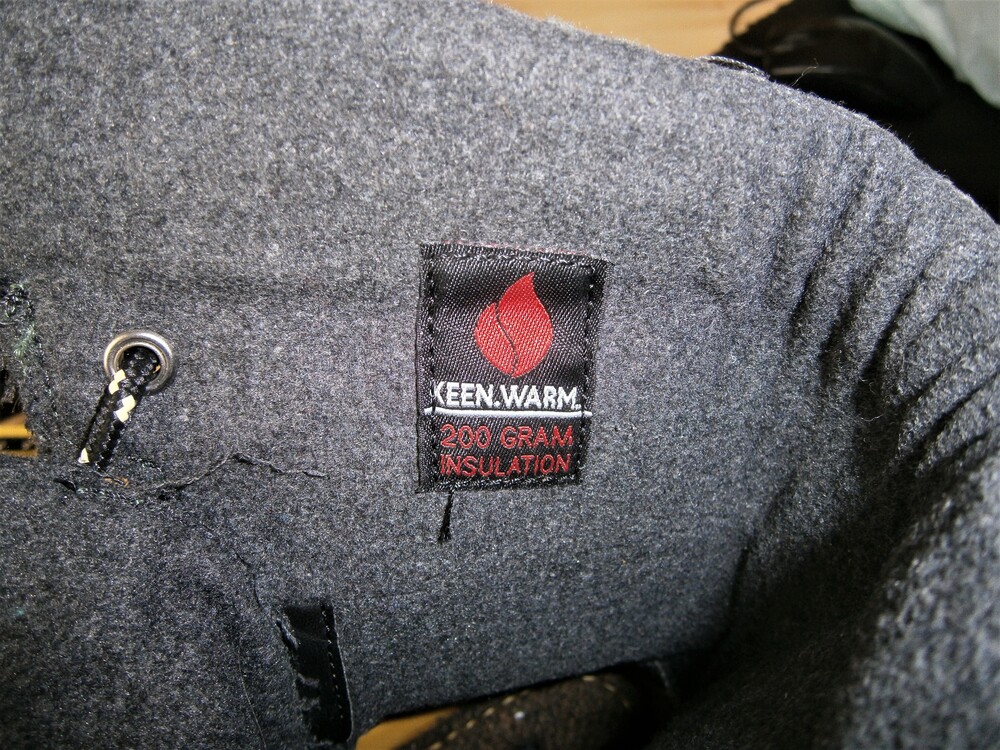 KEEN.WARM.
200 GRAM
INSULATION